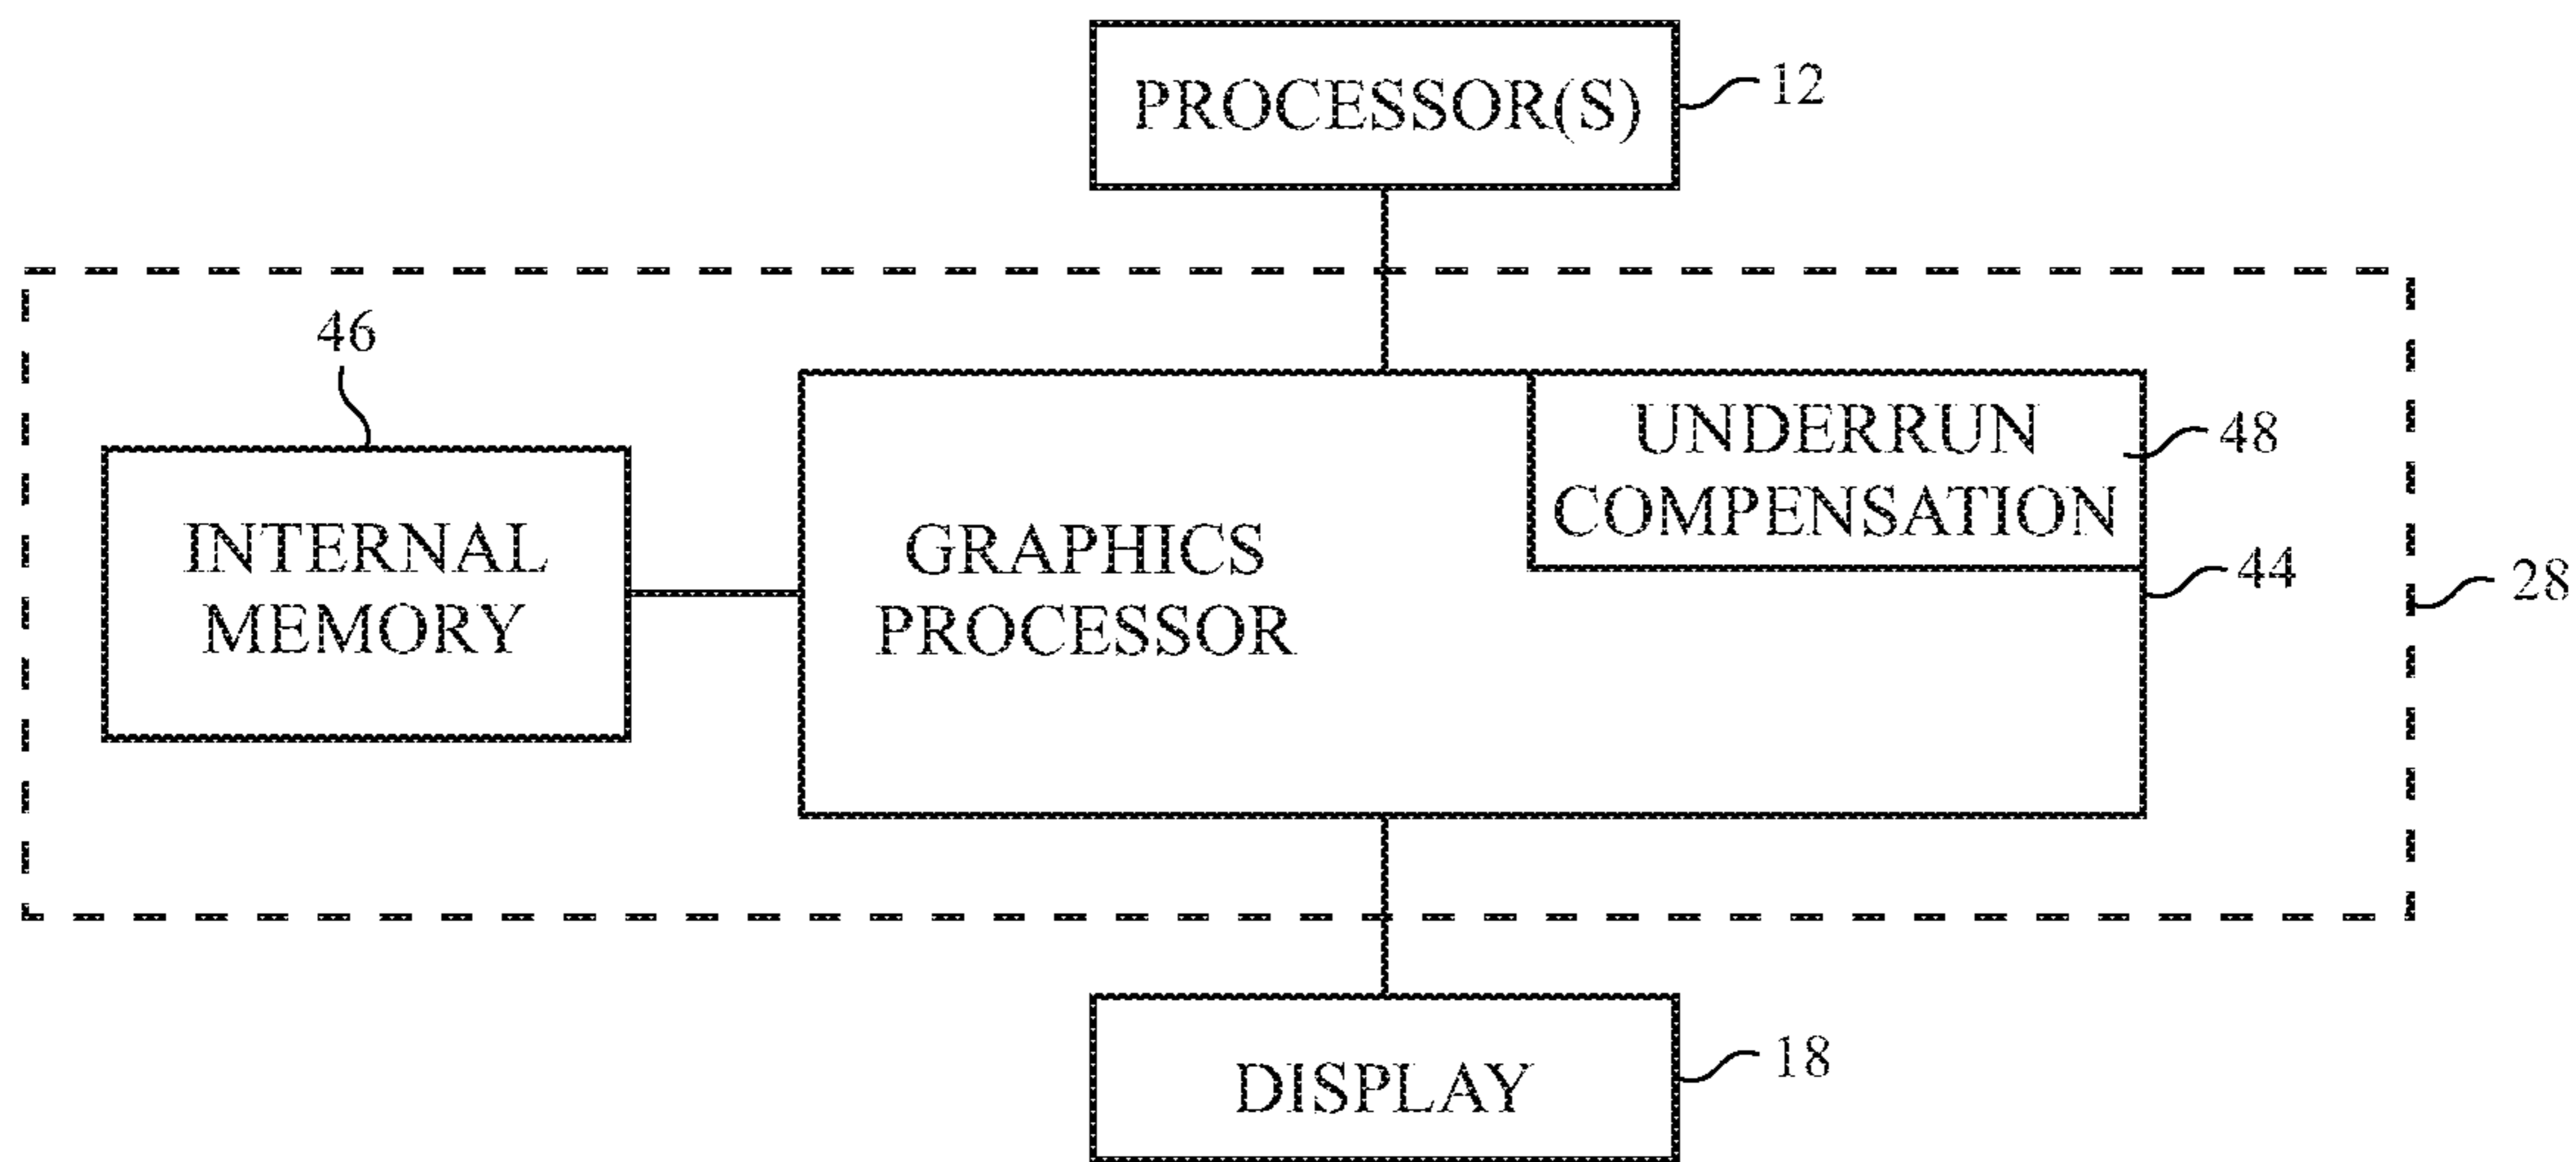 PROCESSOR(S)
12
46
UNDERRUN
COMPENSATION
48
INTERNAL
MEMORY
GRAPHICS
PROCESSOR
44
28
DISPLAY
18